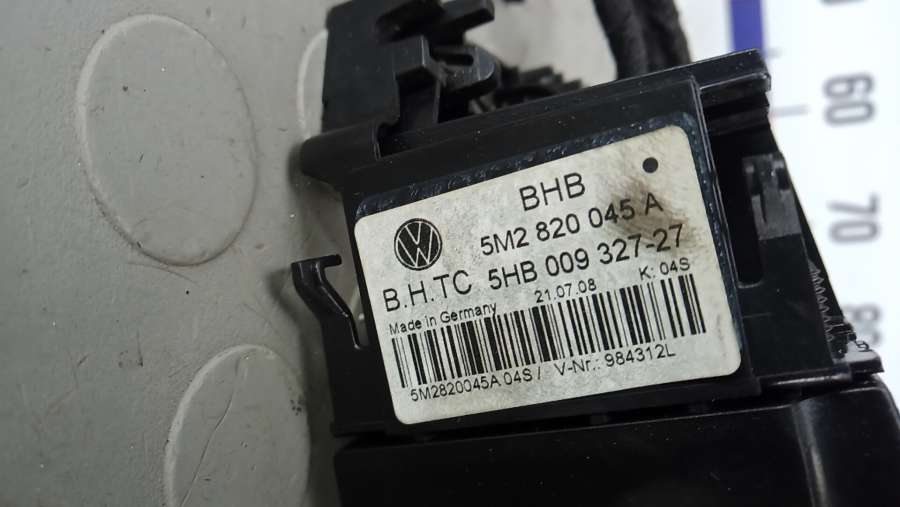 BHB
5M2 820 045 A
B.H.TC 5HB 009 327-27
Made in Germany 21.07.08 K: 04S
5M2820045A 04S / V-Nr.: 984312L
60
70
80